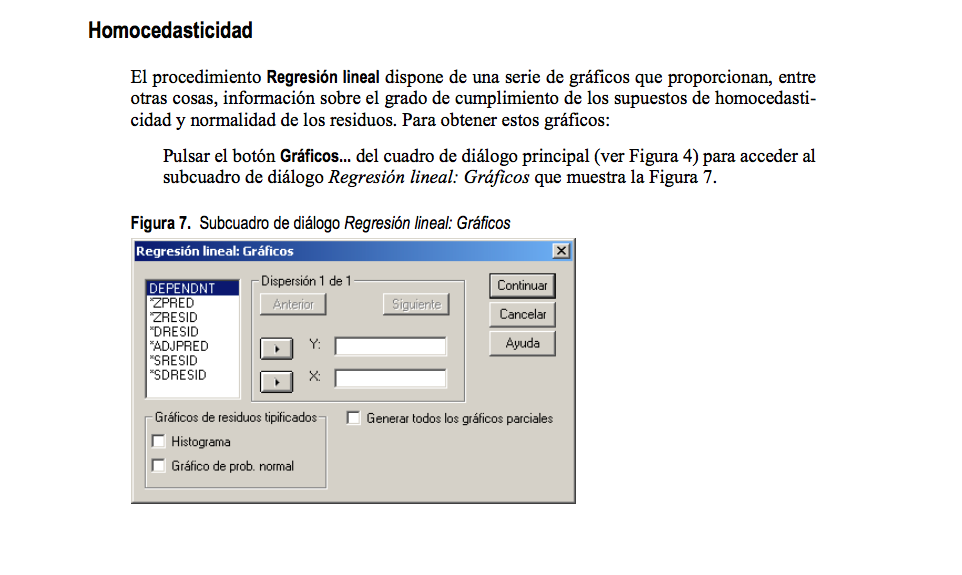 Homocedasticidad
El procedimiento Regresión lineal dispone de una serie de gráficos que proporcionan, entre
otras cosas, información sobre el grado de cumplimiento de los supuestos de homocedasti-
cidad y normalidad de los residuos. Para obtener estos gráficos:
Pulsar el botón Gráficos... del cuadro de diálogo principal (ver Figura 4) para acceder al
subcuadro de diálogo Regresión lineal: Gráficos que muestra la Figura 7.
Figura 7. Subcuadro de diálogo Regresión lineal: Gráficos
Regresión lineal: Gráficos
DEPENDNT
*ZPRED
*ZRESID
*DRESID
*ADJPRED
*SRESID
*SDRESID
Dispersión 1 de 1
Anterior
Siguiente
Y:
X:
Continuar
Cancelar
Ayuda
Gráficos de residuos tipificados
Histograma
Gráfico de prob. normal
Generar todos los gráficos parciales